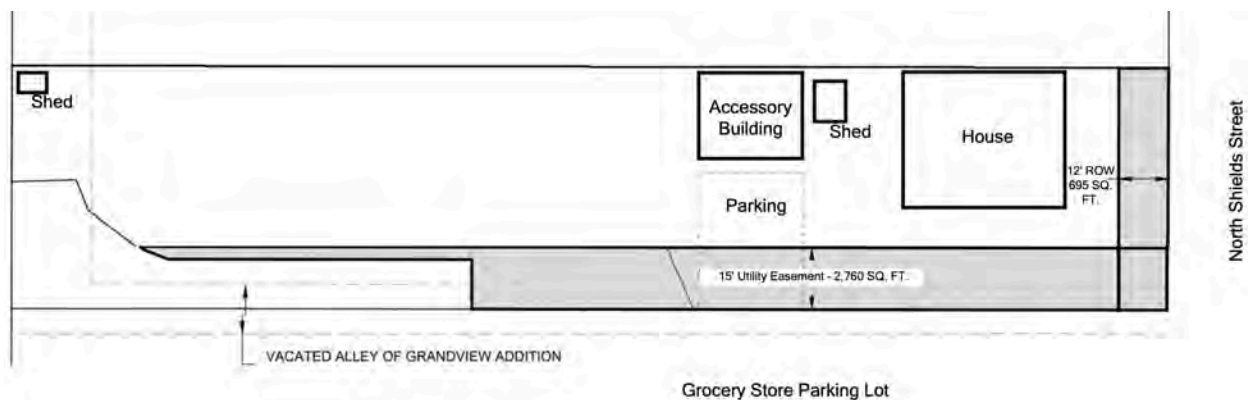 Shed
Accessory
Building
Shed
House
12' ROW
695 SQ.
FT.
North Shields Street
Parking
15' Utility Easement - 2,760 SQ. FT.
VACATED ALLEY OF GRANDVIEW ADDITION
Grocery Store Parking Lot